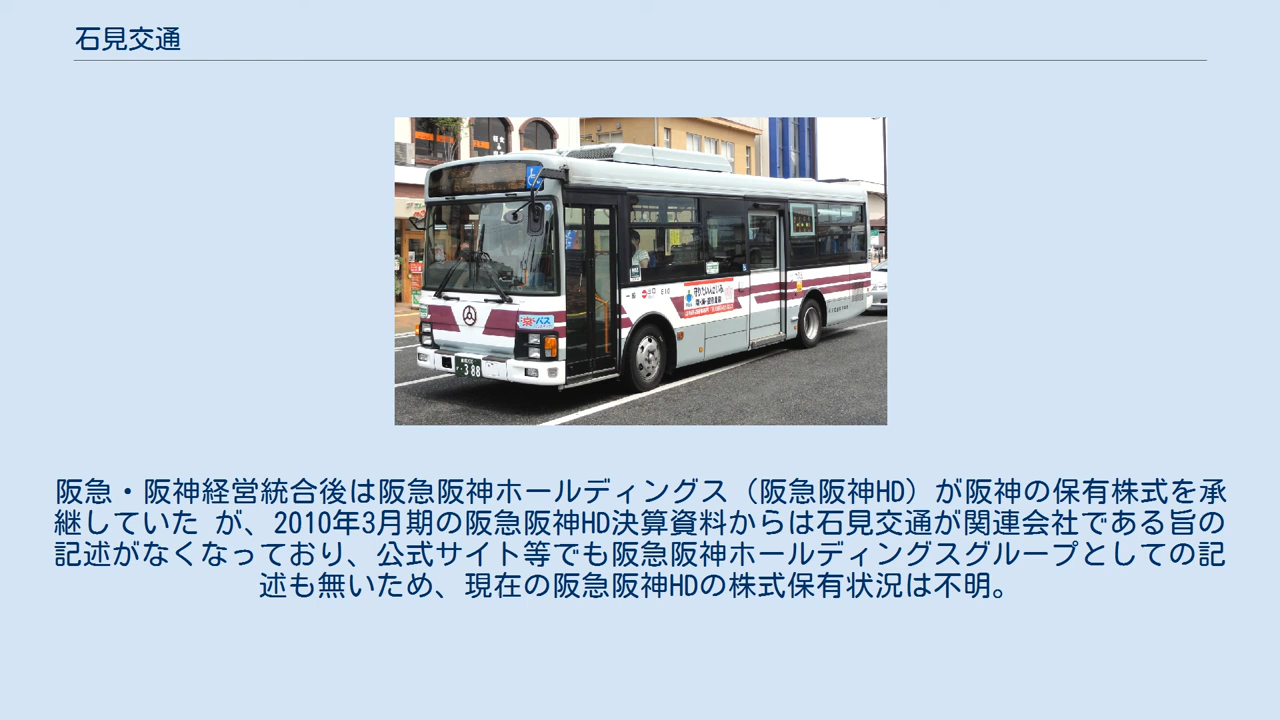 石見交通
388
阪急・阪神経営統合後は阪急阪神ホールディングス（阪急阪神HD）が阪神の保有株式を承
継していた が、2010年3月期の阪急阪神HD決算資料からは石見交通が関連会社である旨の
記述がなくなっており、公式サイト等でも阪急阪神ホールディングスグループとしての記
述も無いため、現在の阪急阪神HDの株式保有状況は不明。